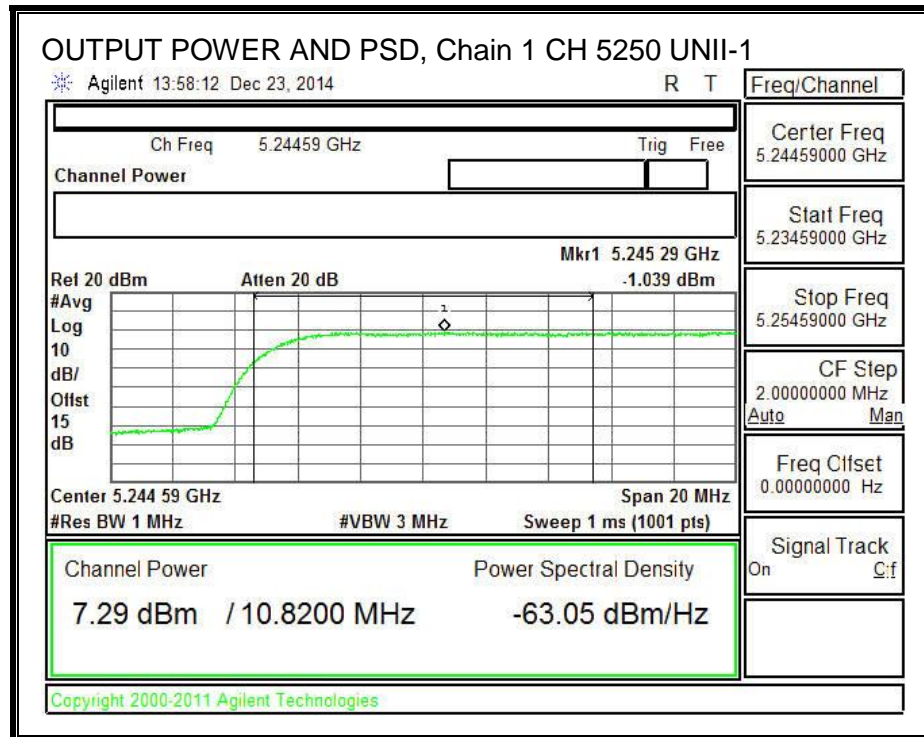 OUTPUT POWER AND PSD, Chain 1 CH 5250 UNII-1
Agilent 13:58:12 Dec 23, 2014 R T
Freq/Channel
Ch Freq 5.24459 GHz Trig Free
Channel Power
Center Freq
5.24459000 GHz
Start Freq
5.23459000 GHz
Mkr1 5.245 29 GHz
Ref 20 dBm Atten 20 dB -1.039 dBm
#Avg
Log
10
dB/
Offst
15
dB
1
Stop Freq
5.25459000 GHz
CF Step
2.00000000 MHz
Auto Man
Center 5.244 59 GHz Span 20 MHz
#Res BW 1 MHz #VBW 3 MHz Sweep 1 ms (1001 pts)
Freq Offset
0.00000000 Hz
Signal Track
On Off
Channel Power Power Spectral Density
7.29 dBm / 10.8200 MHz -63.05 dBm/Hz
Copyright 2000-2011 Agilent Technologies